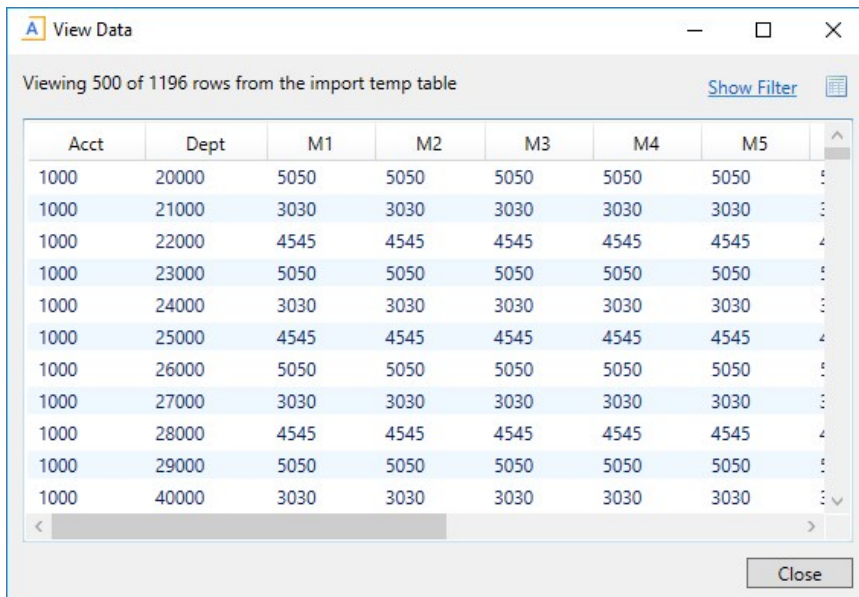 A View Data
Viewing 500 of 1196 rows from the import temp table Show Filter
Acct Dept M1 M2 M3 M4 M5
1000 20000 5050 5050 5050 5050 5050
1000 21000 3030 3030 3030 3030 3030
1000 22000 4545 4545 4545 4545 4545
1000 23000 5050 5050 5050 5050 5050
1000 24000 3030 3030 3030 3030 3030
1000 25000 4545 4545 4545 4545 4545
1000 26000 5050 5050 5050 5050 5050
1000 27000 3030 3030 3030 3030 3030
1000 28000 4545 4545 4545 4545 4545
1000 29000 5050 5050 5050 5050 5050
1000 40000 3030 3030 3030 3030 3030
Close